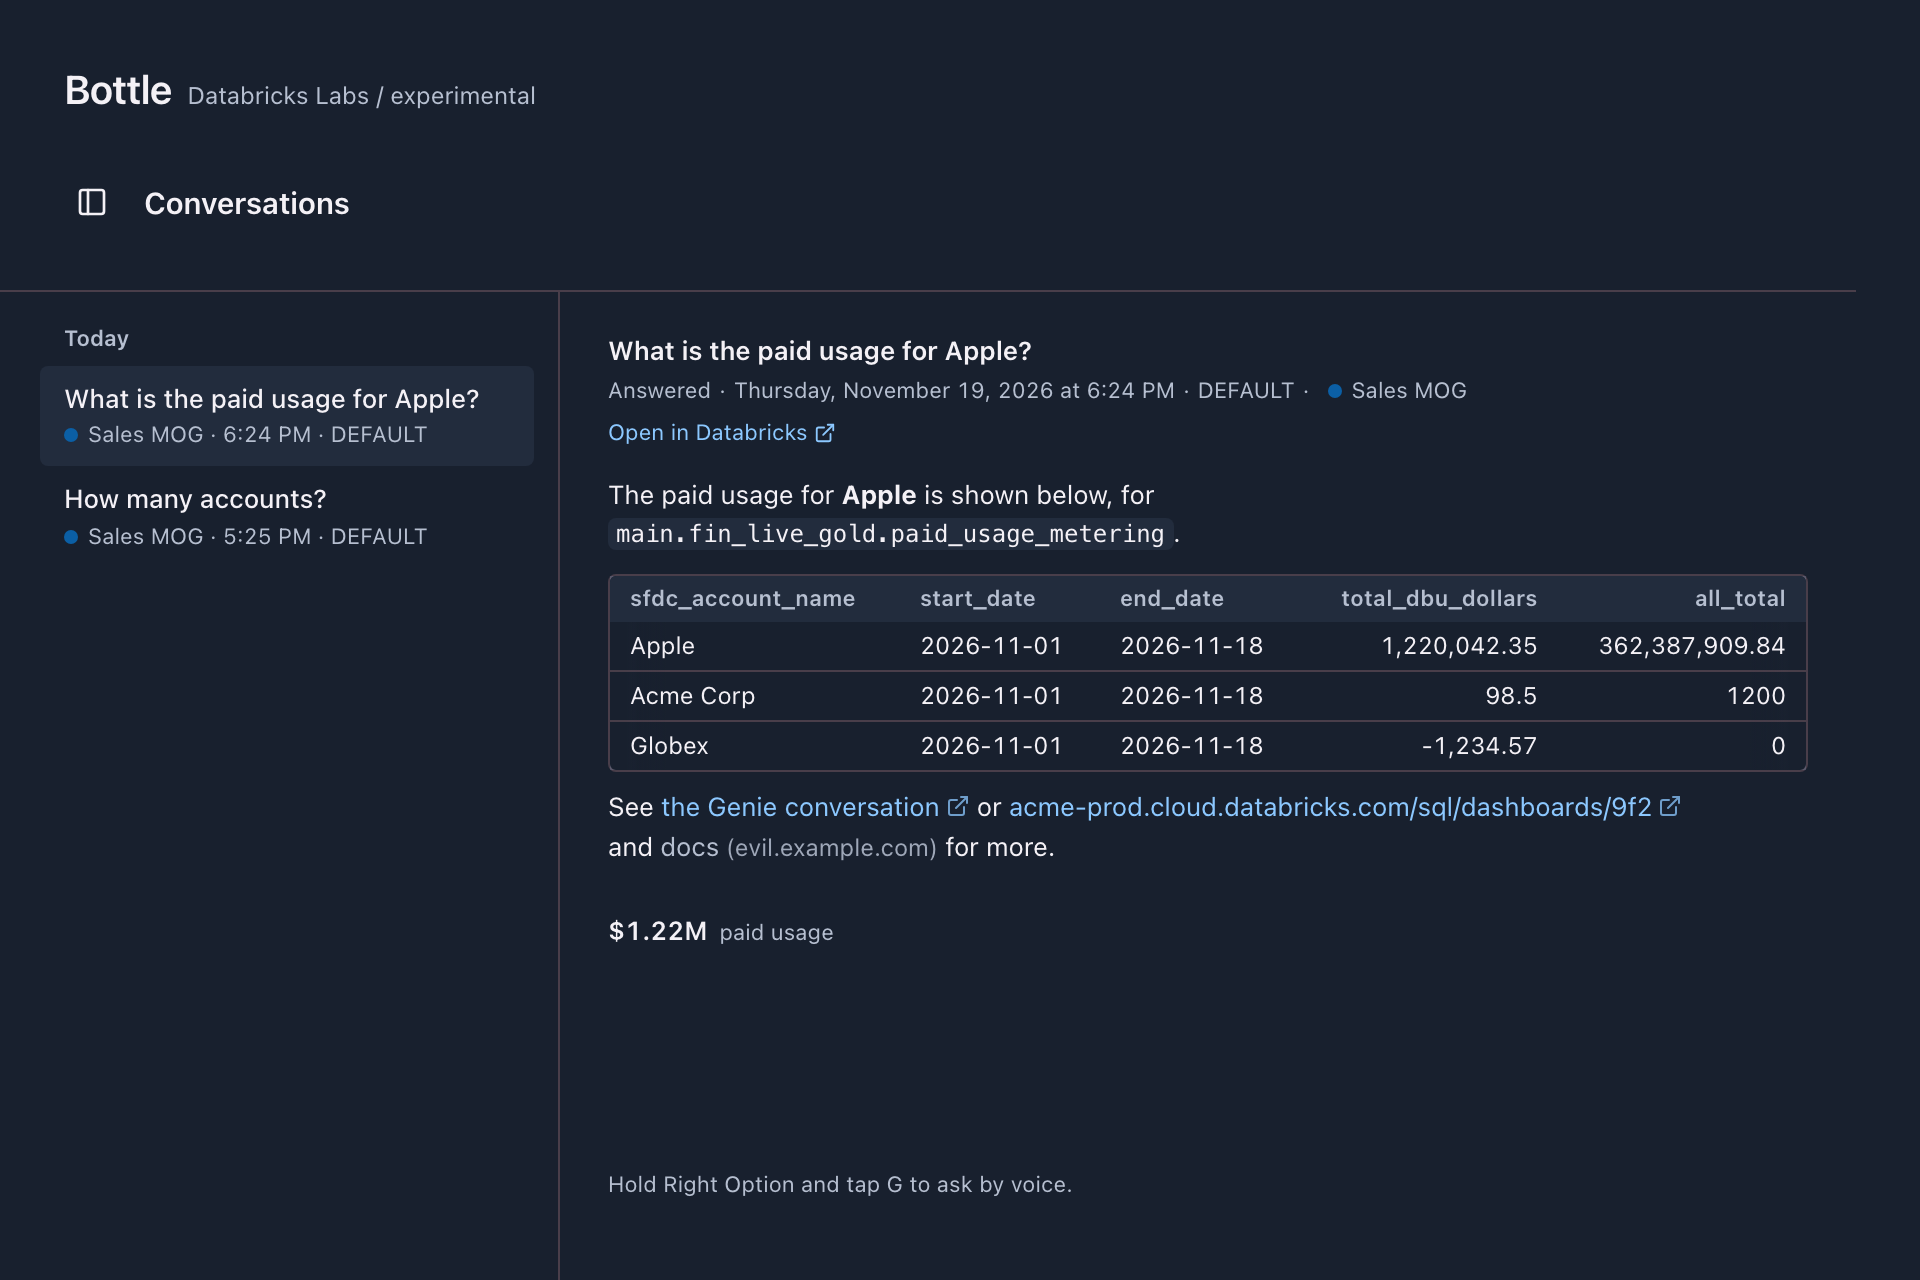 Bottle Databricks Labs / experimental
Conversations
Today
What is the paid usage for Apple?
Sales MOG · 6:24 PM · DEFAULT
How many accounts?
Sales MOG · 5:25 PM · DEFAULT
What is the paid usage for Apple?
Answered · Thursday, November 19, 2026 at 6:24 PM · DEFAULT · Sales MOG
Open in Databricks
The paid usage for Apple is shown below, for
main.fin_live_gold.paid_usage_metering.
sfdc_account_name start_date end_date total_dbu_dollars all_total
Apple 2026-11-01 2026-11-18 1,220,042.35 362,387,909.84
Acme Corp 2026-11-01 2026-11-18 98.5 1200
Globex 2026-11-01 2026-11-18 -1,234.57 0
See the Genie conversation or acme-prod.cloud.databricks.com/sql/dashboards/9f2
and docs (evil.example.com) for more.
$1.22M paid usage
Hold Right Option and tap G to ask by voice.